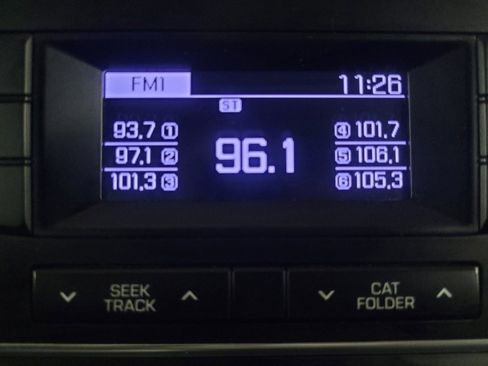 FM1 11:26
ST
93.7 1 96.1 4 101.7
97.1 2 5 106.1
101.3 3 6 105.3
SEEK CAT
TRACK FOLDER